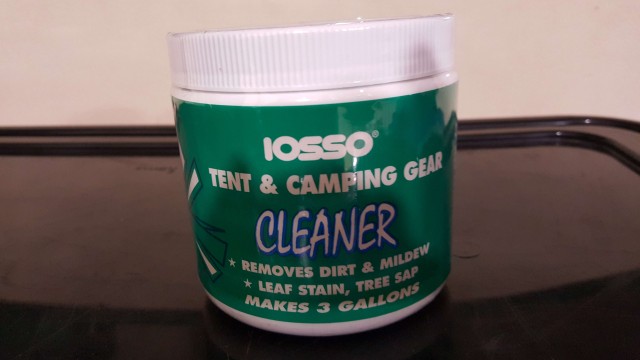 IOSSO®
TENT & CAMPING GEAR
CLEANER
★ REMOVES DIRT & MILDEW
★ LEAF STAIN, TREE SAP
MAKES 3 GALLONS